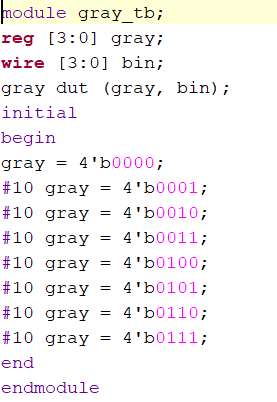 module gray_tb;
reg [3:0] gray;
wire [3:0] bin;
gray dut (gray, bin);
initial
begin
gray = 4'b0000;
#10 gray = 4'b0001;
#10 gray = 4'b0010;
#10 gray = 4'b0011;
#10 gray = 4'b0100;
#10 gray = 4'b0101;
#10 gray = 4'b0110;
#10 gray = 4'b0111;
end
endmodule